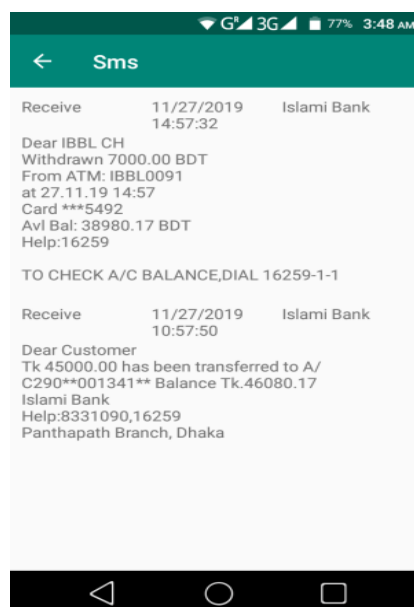 G R 3G 77% 3:48 AM
Sms
Receive 11/27/2019 Islami Bank
14:57:32
Dear IBBL CH
Withdrawn 7000.00 BDT
From ATM: IBBL0091
at 27.11.19 14:57
Card ***5492
Avl Bal: 38980.17 BDT
Help:16259
TO CHECK A/C BALANCE,DIAL 16259-1-1
Receive 11/27/2019 Islami Bank
10:57:50
Dear Customer
Tk 45000.00 has been transferred to A/
C290**001341** Balance Tk.46080.17
Islami Bank
Help:8331090,16259
Panthapath Branch, Dhaka